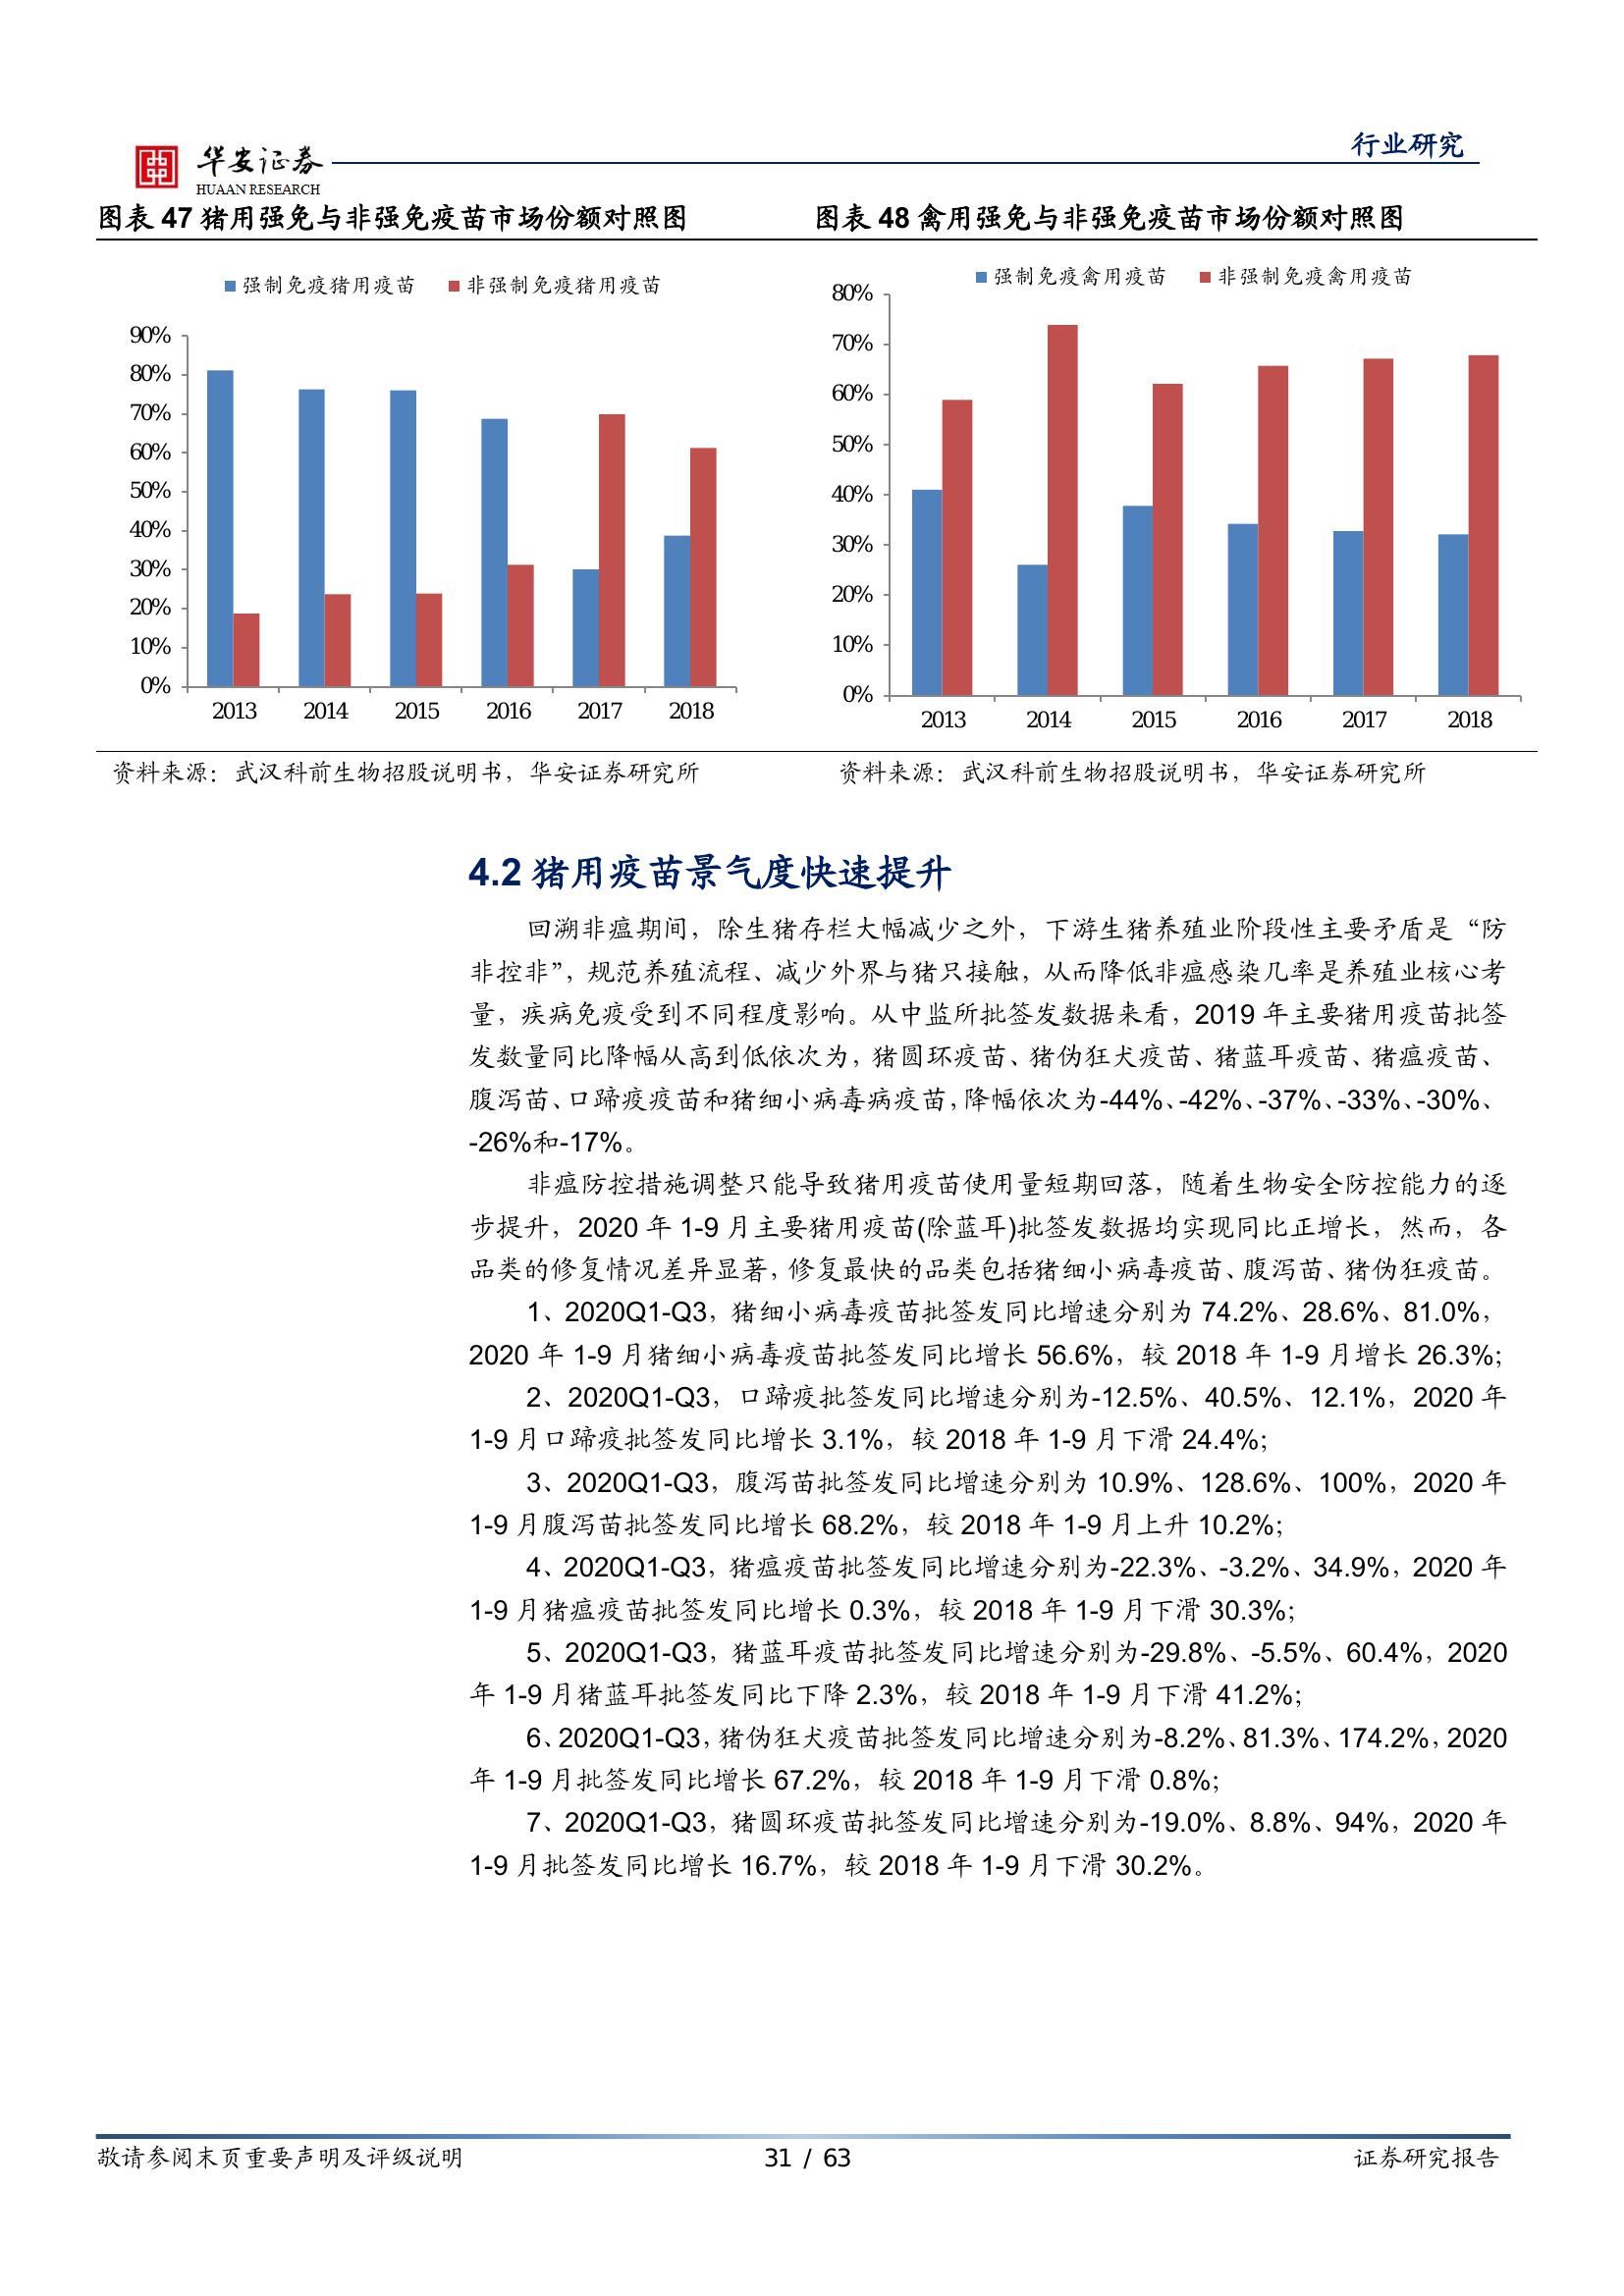 华安证券
HUAAN RESEARCH
行业研究
图表 47 猪用强免与非强免疫苗市场份额对照图
强制免疫猪用疫苗 非强制免疫猪用疫苗
90%
80%
70%
60%
50%
40%
30%
20%
10%
0%
2013 2014 2015 2016 2017 2018
资料来源：武汉科前生物招股说明书，华安证券研究所
图表 48 禽用强免与非强免疫苗市场份额对照图
强制免疫禽用疫苗 非强制免疫禽用疫苗
80%
70%
60%
50%
40%
30%
20%
10%
0%
2013 2014 2015 2016 2017 2018
资料来源：武汉科前生物招股说明书，华安证券研究所
4.2 猪用疫苗景气度快速提升
回溯非瘟期间，除生猪存栏大幅减少之外，下游生猪养殖业阶段性主要矛盾是“防
非控非”，规范养殖流程、减少外界与猪只接触，从而降低非瘟感染几率是养殖业核心考
量，疾病免疫受到不同程度影响。从中监所批签发数据来看，2019 年主要猪用疫苗批签
发数量同比降幅从高到低依次为，猪圆环疫苗、猪伪狂犬疫苗、猪蓝耳疫苗、猪瘟疫苗、
腹泻苗、口蹄疫疫苗和猪细小病毒病疫苗，降幅依次为-44%、-42%、-37%、-33%、-30%、
-26%和-17%。
非瘟防控措施调整只能导致猪用疫苗使用量短期回落，随着生物安全防控能力的逐
步提升，2020 年 1-9 月主要猪用疫苗(除蓝耳)批签发数据均实现同比正增长，然而，各
品类的修复情况差异显著，修复最快的品类包括猪细小病毒疫苗、腹泻苗、猪伪狂疫苗。
1、2020Q1-Q3，猪细小病毒疫苗批签发同比增速分别为 74.2%、28.6%、81.0%，
2020 年 1-9 月猪细小病毒疫苗批签发同比增长 56.6%，较 2018 年 1-9 月增长 26.3%；
2、2020Q1-Q3，口蹄疫批签发同比增速分别为-12.5%、40.5%、12.1%，2020 年
1-9 月口蹄疫批签发同比增长 3.1%，较 2018 年 1-9 月下滑 24.4%；
3、2020Q1-Q3，腹泻苗批签发同比增速分别为 10.9%、128.6%、100%，2020 年
1-9 月腹泻苗批签发同比增长 68.2%，较 2018 年 1-9 月上升 10.2%；
4、2020Q1-Q3，猪瘟疫苗批签发同比增速分别为-22.3%、-3.2%、34.9%，2020 年
1-9 月猪瘟疫苗批签发同比增长 0.3%，较 2018 年 1-9 月下滑 30.3%；
5、2020Q1-Q3，猪蓝耳疫苗批签发同比增速分别为-29.8%、-5.5%、60.4%，2020
年 1-9 月猪蓝耳批签发同比下降 2.3%，较 2018 年 1-9 月下滑 41.2%；
6、2020Q1-Q3，猪伪狂犬疫苗批签发同比增速分别为-8.2%、81.3%、174.2%，2020
年 1-9 月批签发同比增长 67.2%，较 2018 年 1-9 月下滑 0.8%；
7、2020Q1-Q3，猪圆环疫苗批签发同比增速分别为-19.0%、8.8%、94%，2020 年
1-9 月批签发同比增长 16.7%，较 2018 年 1-9 月下滑 30.2%。
敬请参阅末页重要声明及评级说明 31 / 63 证券研究报告